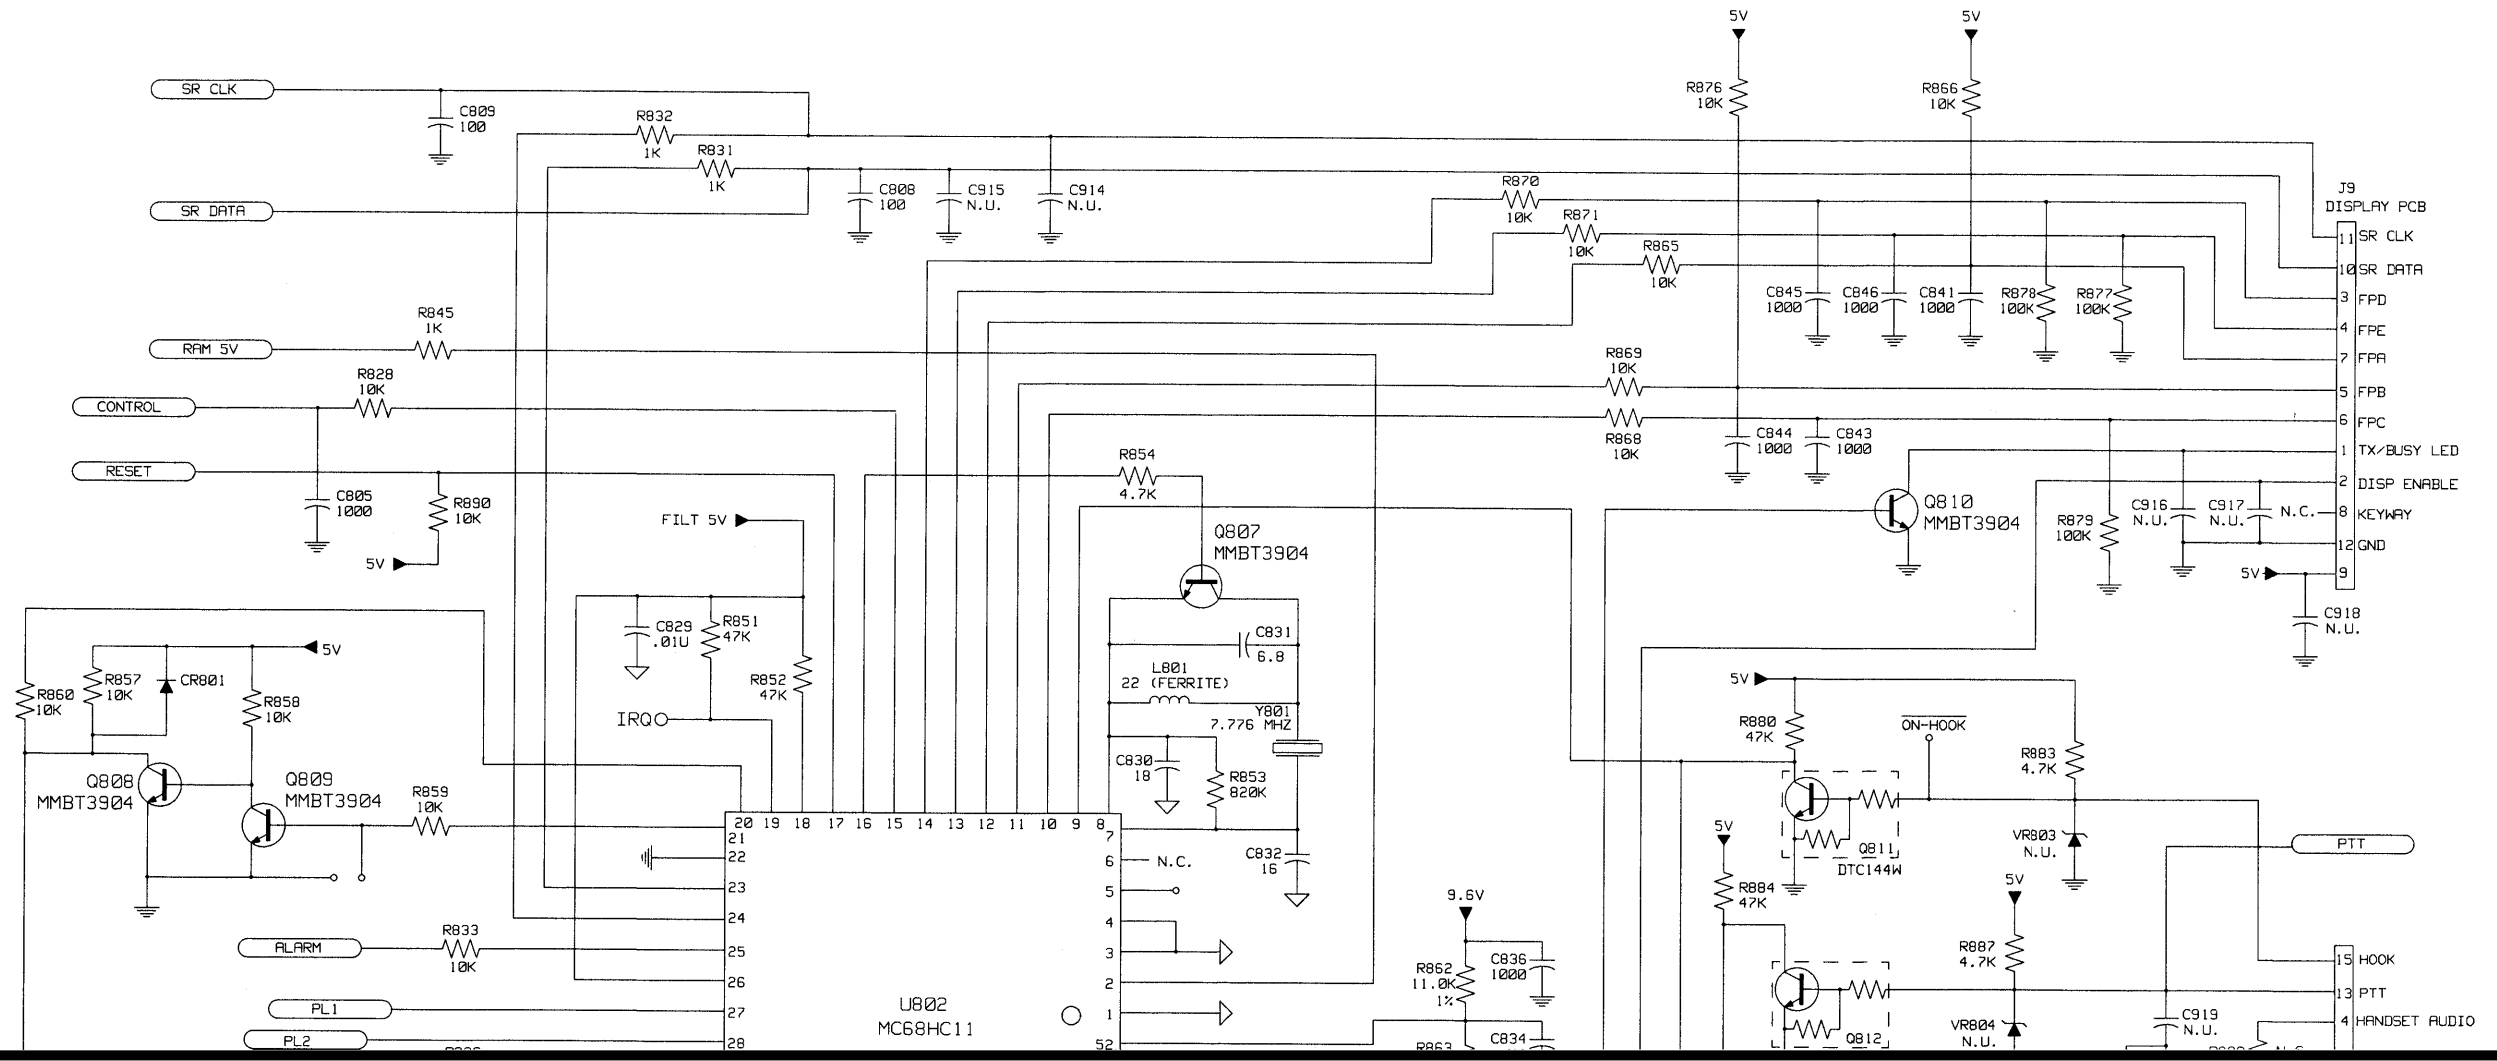 5V
5V
SR CLK
C809
100
R832
1K
R831
1K
R876
10K
R866
10K
SR DATA
C808
100
C915
N.U.
C914
N.U.
R870
10K
R871
10K
R865
10K
J9
DISPLAY PCB
11 SR CLK
10 SR DATA
3 FPD
4 FPE
7 FPA
5 FPB
6 FPC
1 TX/BUSY LED
2 DISP ENABLE
8 KEYWAY
12 GND
9
C845
1000
C846
1000
C841
1000
R878
100K
R877
100K
R845
1K
RAM 5V
R828
10K
CONTROL
R869
10K
R868
10K
C844
1000
C843
1000
RESET
C805
1000
R890
10K
5V
FILT 5V
R854
4.7K
Q807
MMBT3904
Q810
MMBT3904
R879
100K
C916
N.U.
C917
N.U.
N.C.
5V
C918
N.U.
5V
R860
10K
R857
10K
CR801
R858
10K
C829
.01U
R851
47K
R852
47K
IRQ
C831
6.8
L801
22 (FERRITE)
Y801
7.776 MHZ
C830
18
R853
820K
C832
16
Q808
MMBT3904
Q809
MMBT3904
R859
10K
5V
R880
47K
ON-HOOK
R883
4.7K
Q811
DTC144W
VR803
N.U.
PTT
5V
R884
47K
5V
R887
4.7K
20 19 18 17 16 15 14 13 12 11 10 9 8
21
22
23
24
25
26
27
28
7
6
N.C.
5
4
3
2
1
52
ALARM
R833
10K
PL1
PL2
U802
MC68HC11
9.6V
R862
11.0K
1%
C836
1000
R863
C834
Q812
VR804
N.U.
C919
N.U.
15 HOOK
13 PTT
4 HANDSET AUDIO